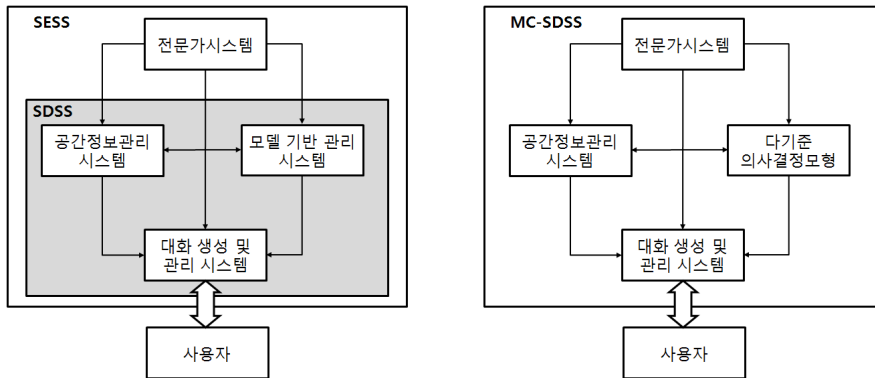 SESS
전문가시스템
SDSS
공간정보관리
시스템
모델 기반 관리
시스템
대화 생성 및
관리 시스템
사용자
MC-SDSS
전문가시스템
공간정보관리
시스템
다기준
의사결정모형
대화 생성 및
관리 시스템
사용자